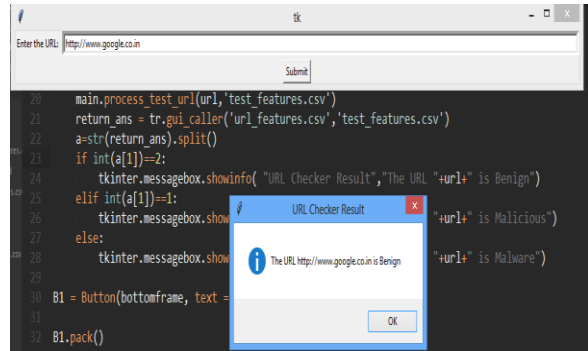 tk
Enter the URL: http://www.google.co.in
Submit
20 main.process_test_url(url,'test_features.csv')
21 return_ans = tr.gui_caller('url_features.csv','test_features.csv')
22 a=str(return_ans).split()
23 if int(a[1])==2:
24 tkinter.messagebox.showinfo( "URL Checker Result","The URL "+url+" is Benign")
25 elif int(a[1])==1:
26 tkinter.messagebox.show "+url+" is Malicious")
27 else:
28 tkinter.messagebox.show "+url+" is Malware")
29
30 B1 = Button(bottomframe, text =
31
32 B1.pack()
URL Checker Result
The URL http://www.google.co.in is Benign
OK